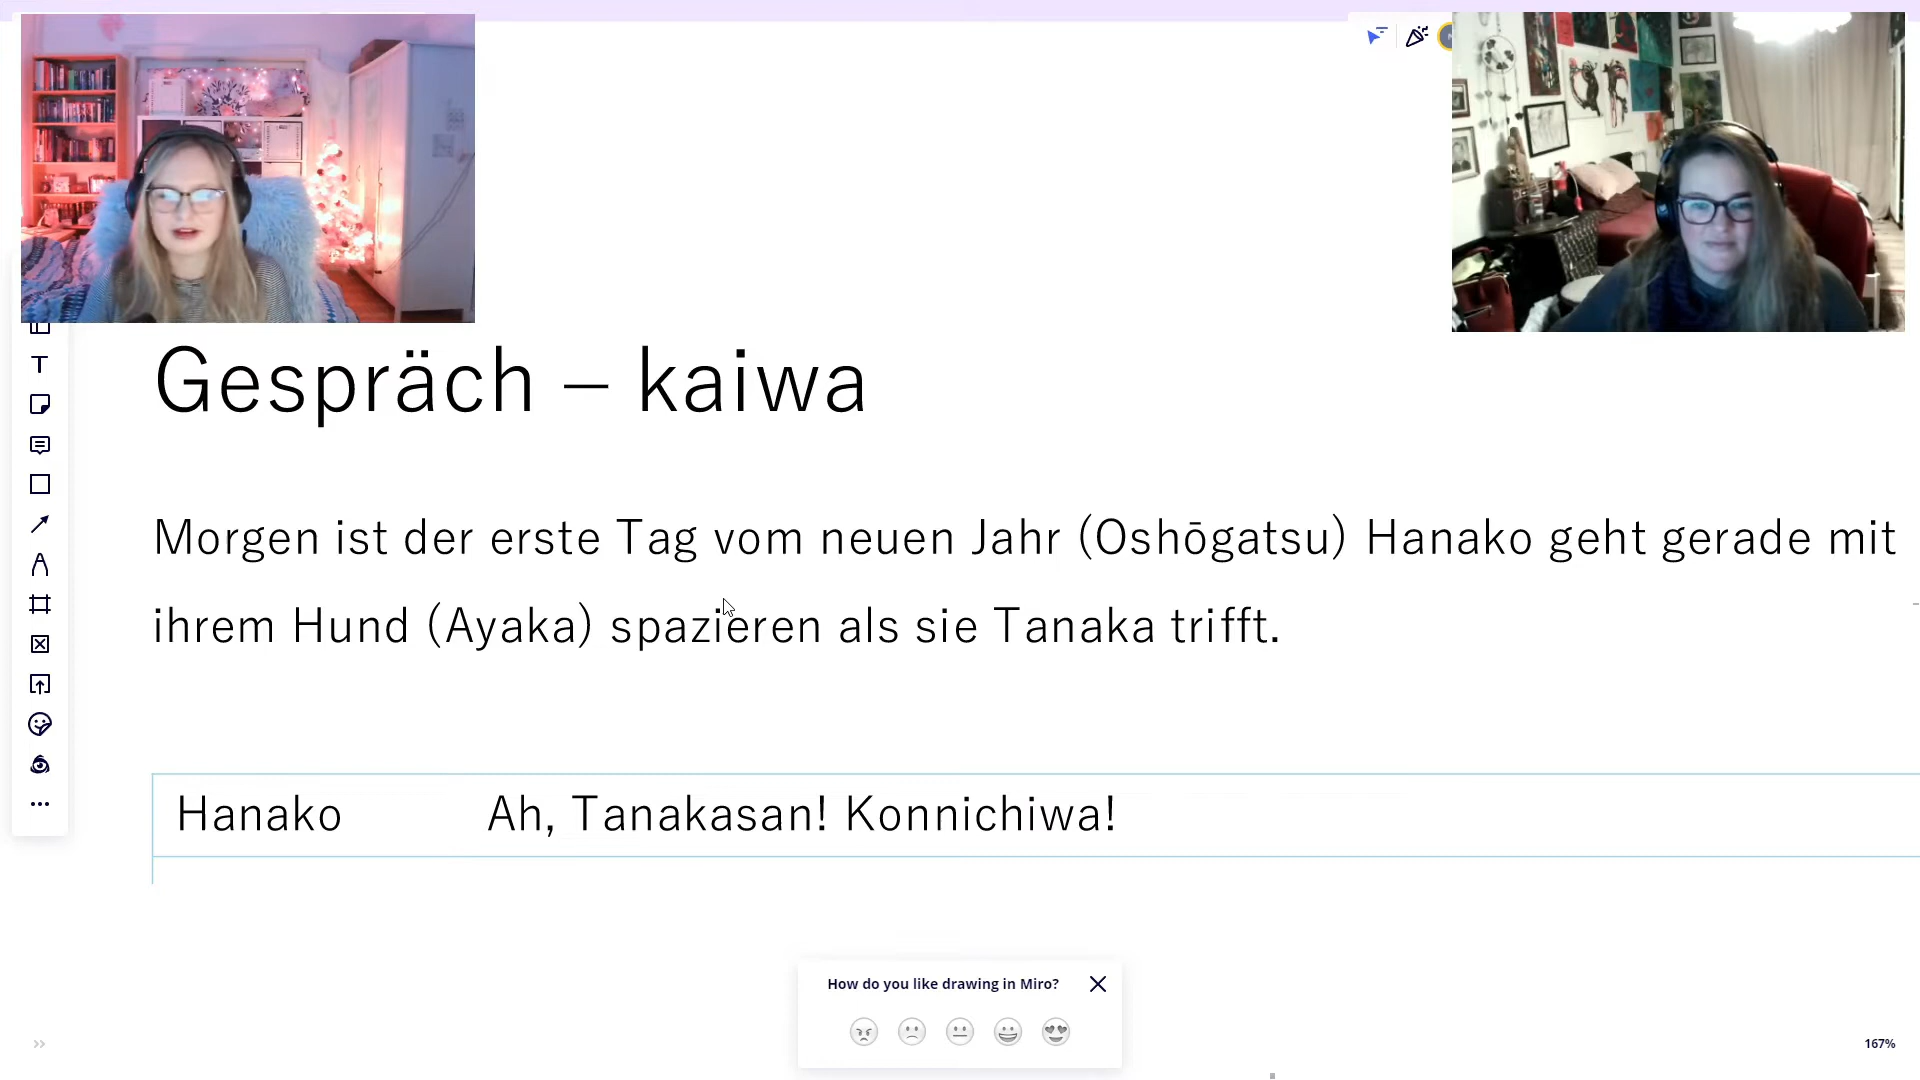 Gespräch – kaiwa
Morgen ist der erste Tag vom neuen Jahr (Oshōgatsu) Hanako geht gerade mit
ihrem Hund (Ayaka) spazieren als sie Tanaka trifft.
Hanako Ah, Tanakasan! Konnichiwa!
How do you like drawing in Miro?
167%